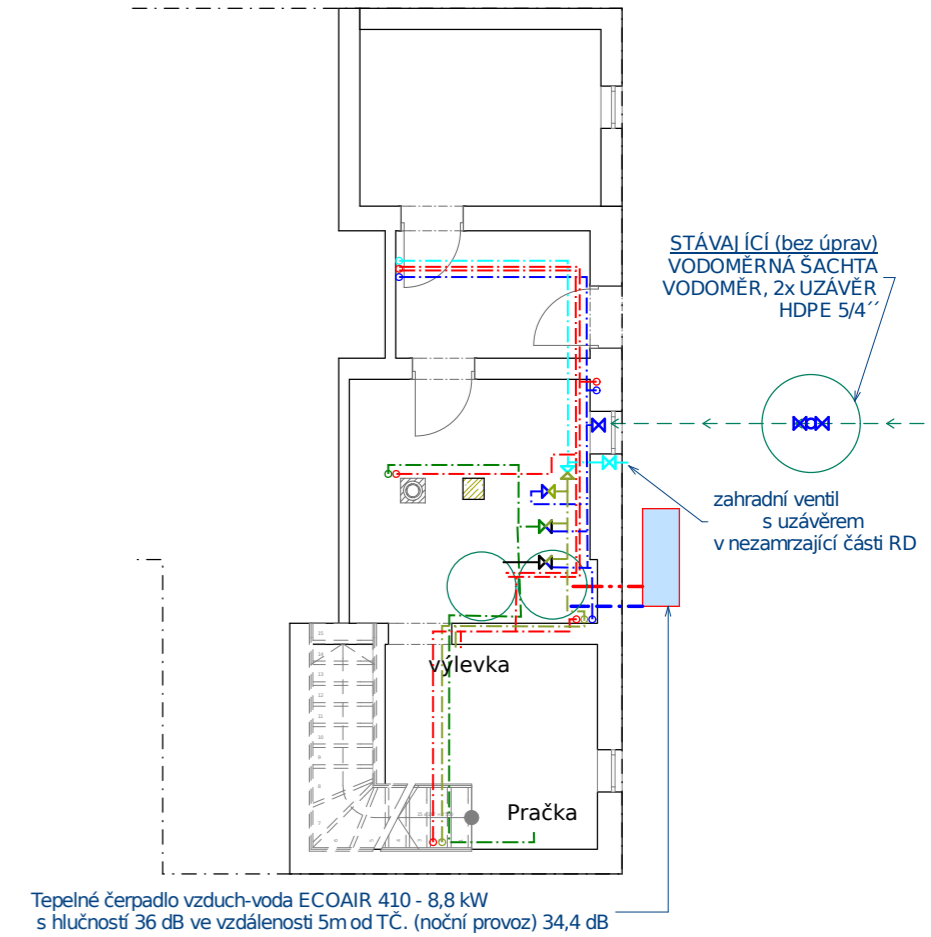 STÁVAJÍCÍ (bez úprav)
VODOMĚRNÁ ŠACHTA
VODOMĚR, 2x UZÁVĚR
HDPE 5/4´´
zahradní ventil
s uzávěrem
v nezamrzající části RD
výlevka
Pračka
Tepelné čerpadlo vzduch-voda ECOAIR 410 - 8,8 kW
s hlučností 36 dB ve vzdálenosti 5m od TČ. (noční provoz) 34,4 dB